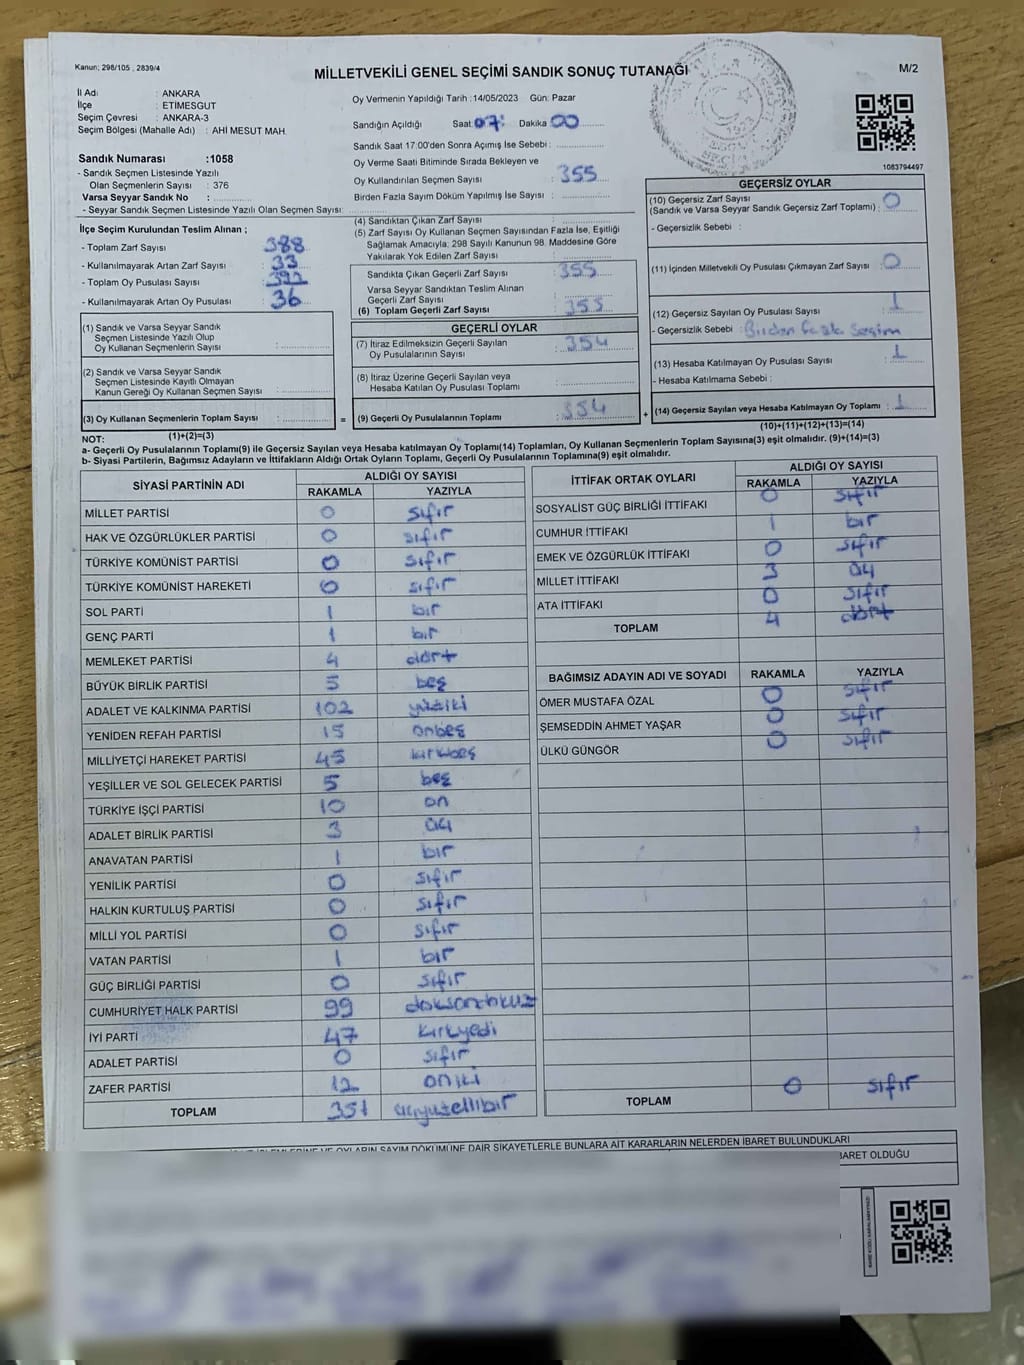 Kanun; 298/105 , 2839/4
MİLLETVEKİLİ GENEL SEÇİMİ SANDIK SONUÇ TUTANAĞI
M/2
İl Adı : ANKARA
İlçe : ETİMESGUT
Seçim Çevresi : ANKARA-3
Seçim Bölgesi (Mahalle Adı) : AHİ MESUT MAH.
Sandık Numarası :1058
- Sandık Seçmen Listesinde Yazılı
Olan Seçmenlerin Sayısı : 376
Varsa Seyyar Sandık No :
- Seyyar Sandık Seçmen Listesinde Yazılı Olan Seçmen Sayısı:
İlçe Seçim Kurulundan Teslim Alınan ;
- Toplam Zarf Sayısı : 388
- Kullanılmayarak Artan Zarf Sayısı : 33
- Toplam Oy Pusulası Sayısı :
- Kullanılmayarak Artan Oy Pusulası : 36
(1) Sandık ve Varsa Seyyar Sandık
Seçmen Listesinde Yazılı Olup
Oy Kullanan Seçmenlerin Sayısı :
(2) Sandık ve Varsa Seyyar Sandık
Seçmen Listesinde Kayıtlı Olmayan
Kanun Gereği Oy Kullanan Seçmen Sayısı :
(3) Oy Kullanan Seçmenlerin Toplam Sayısı :
(1)+(2)=(3)
Oy Vermenin Yapıldığı Tarih :14/05/2023 Gün: Pazar
Sandığın Açıldığı Saat: 07: Dakika 00
Sandık Saat 17:00'den Sonra Açımış İse Sebebi :
Oy Verme Saati Bitiminde Sırada Bekleyen ve
Oy Kullandırılan Seçmen Sayısı : 355
Birden Fazla Sayım Döküm Yapılmış İse Sayısı :
(4) Sandıktan Çıkan Zarf Sayısı :
(5) Zarf Sayısı Oy Kullanan Seçmen Sayısından Fazla İse, Eşitliği
Sağlamak Amacıyla; 298 Sayılı Kanunun 98. Maddesine Göre
Yakılarak Yok Edilen Zarf Sayısı :
Sandıkta Çıkan Geçerli Zarf Sayısı : 355
Varsa Seyyar Sandıktan Teslim Alınan
Geçerli Zarf Sayısı :
(6) Toplam Geçerli Zarf Sayısı : 355
GEÇERLİ OYLAR
(7) İtiraz Edilmeksizin Geçerli Sayılan
Oy Pusulalarının Sayısı : 354
(8) İtiraz Üzerine Geçerli Sayılan veya
Hesaba Katılan Oy Pusulası Toplamı :
= (9) Geçerli Oy Pusulalarının Toplamı : 354
1083794497
GEÇERSİZ OYLAR
(10) Geçersiz Zarf Sayısı
(Sandık ve Varsa Seyyar Sandık Geçersiz Zarf Toplamı) : 0
- Geçersizlik Sebebi :
(11) İçinden Milletvekili Oy Pusulası Çıkmayan Zarf Sayısı : 0
(12) Geçersiz Sayılan Oy Pusulası Sayısı : 1
- Geçersizlik Sebebi : Birden fazla seçim
(13) Hesaba Katılmayan Oy Pusulası Sayısı : 1
- Hesaba Katılmama Sebebi :
+ (14) Geçersiz Sayılan veya Hesaba Katılmayan Oy Toplamı : 1
(10)+(11)+(12)+(13)=(14)
NOT:
a- Geçerli Oy Pusulalarının Toplamı(9) ile Geçersiz Sayılan veya Hesaba katılmayan Oy Toplamı(14) Toplamları, Oy Kullanan Seçmenlerin Toplam Sayısına(3) eşit olmalıdır. (9)+(14)=(3)
b- Siyasi Partilerin, Bağımsız Adayların ve İttifakların Aldığı Ortak Oyların Toplamı, Geçerli Oy Pusulalarının Toplamına(9) eşit olmalıdır.
SİYASİ PARTİNİN ADI ALDIĞI OY SAYISI
RAKAMLA YAZIYLA
MİLLET PARTİSİ 0 sıfır
HAK VE ÖZGÜRLÜKLER PARTİSİ 0 sıfır
TÜRKİYE KOMÜNİST PARTİSİ 0 sıfır
TÜRKİYE KOMÜNİST HAREKETİ 0 sıfır
SOL PARTİ 1 bir
GENÇ PARTİ 1 bir
MEMLEKET PARTİSİ 4 dört
BÜYÜK BİRLİK PARTİSİ 5 beş
ADALET VE KALKINMA PARTİSİ 102 yüziki
YENİDEN REFAH PARTİSİ 15 onbeş
MİLLİYETÇİ HAREKET PARTİSİ 45 kırkbeş
YEŞİLLER VE SOL GELECEK PARTİSİ 5 beş
TÜRKİYE İŞÇİ PARTİSİ 10 on
ADALET BİRLİK PARTİSİ 3 üç
ANAVATAN PARTİSİ 1 bir
YENİLİK PARTİSİ 0 sıfır
HALKIN KURTULUŞ PARTİSİ 0 sıfır
MİLLİ YOL PARTİSİ 0 sıfır
VATAN PARTİSİ 1 bir
GÜÇ BİRLİĞİ PARTİSİ 0 sıfır
CUMHURİYET HALK PARTİSİ 99 doksandokuz
İYİ PARTİ 47 kırkyedi
ADALET PARTİSİ 0 sıfır
ZAFER PARTİSİ 12 oniki
TOPLAM 351 üçyüzellibir
İTTİFAK ORTAK OYLARI ALDIĞI OY SAYISI
RAKAMLA YAZIYLA
SOSYALİST GÜÇ BİRLİĞİ İTTİFAKI 0 sıfır
CUMHUR İTTİFAKI 1 bir
EMEK VE ÖZGÜRLÜK İTTİFAKI 0 sıfır
MİLLET İTTİFAKI 3 üç
ATA İTTİFAKI 0 sıfır
TOPLAM 4 dört
BAĞIMSIZ ADAYIN ADI VE SOYADI RAKAMLA YAZIYLA
ÖMER MUSTAFA ÖZAL 0 sıfır
ŞEMSEDDİN AHMET YAŞAR 0 sıfır
ÜLKÜ GÜNGÖR 0 sıfır
TOPLAM 0 sıfır
OYLARIN SAYIM DÖKÜMÜNE DAİR ŞİKAYETLERLE BUNLARA AİT KARARLARIN NELERDEN İBARET BULUNDUKLARI
BARET OLDUĞU